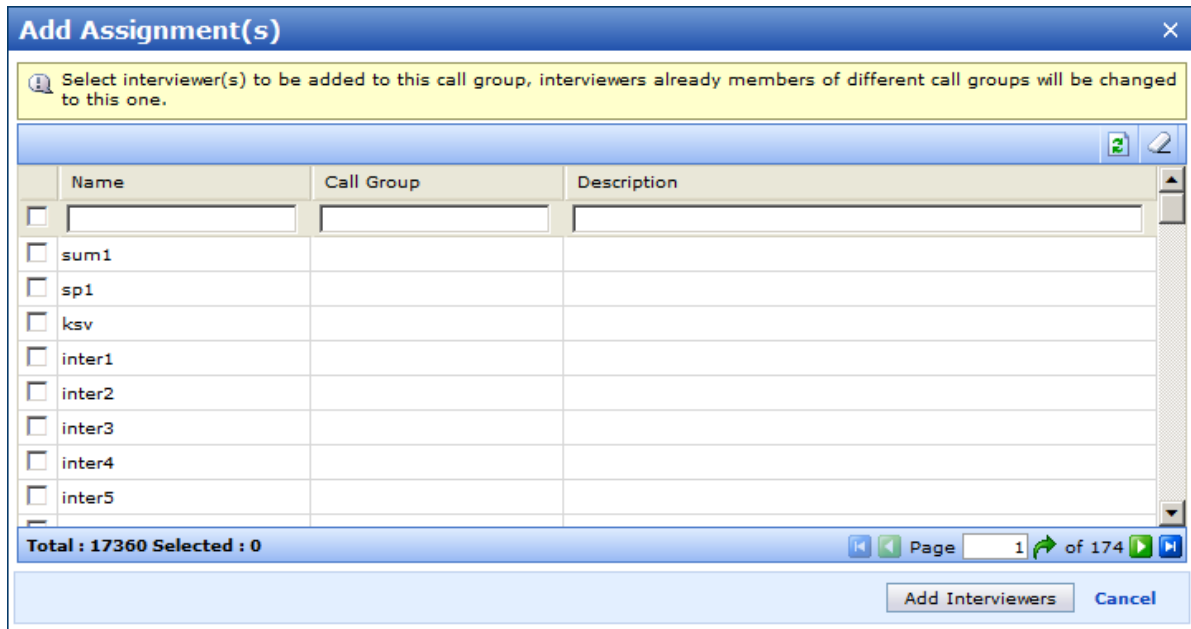 Add Assignment(s)
Select interviewer(s) to be added to this call group, interviewers already members of different call groups will be changed
to this one.
Name Call Group Description
sum1
sp1
ksv
inter1
inter2
inter3
inter4
inter5
Total : 17360 Selected : 0 Page 1 of 174
Add Interviewers Cancel